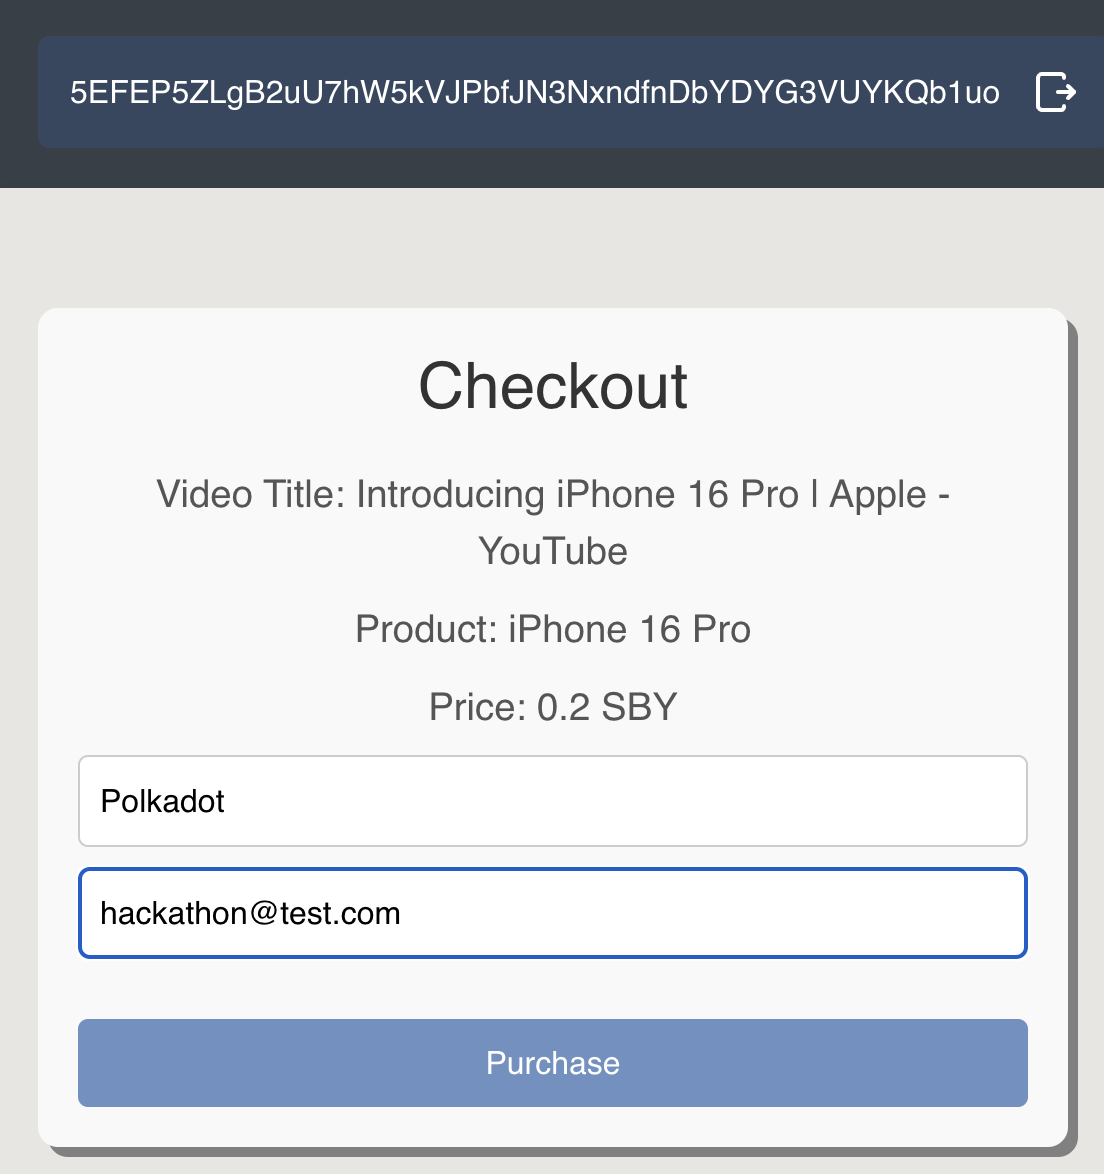 5EFEP5ZLgB2uU7hW5kVJPbfJN3NxndfnDbYDYG3VUYKQb1uo
Checkout
Video Title: Introducing iPhone 16 Pro | Apple -
YouTube
Product: iPhone 16 Pro
Price: 0.2 SBY
Polkadot
hackathon@test.com
Purchase